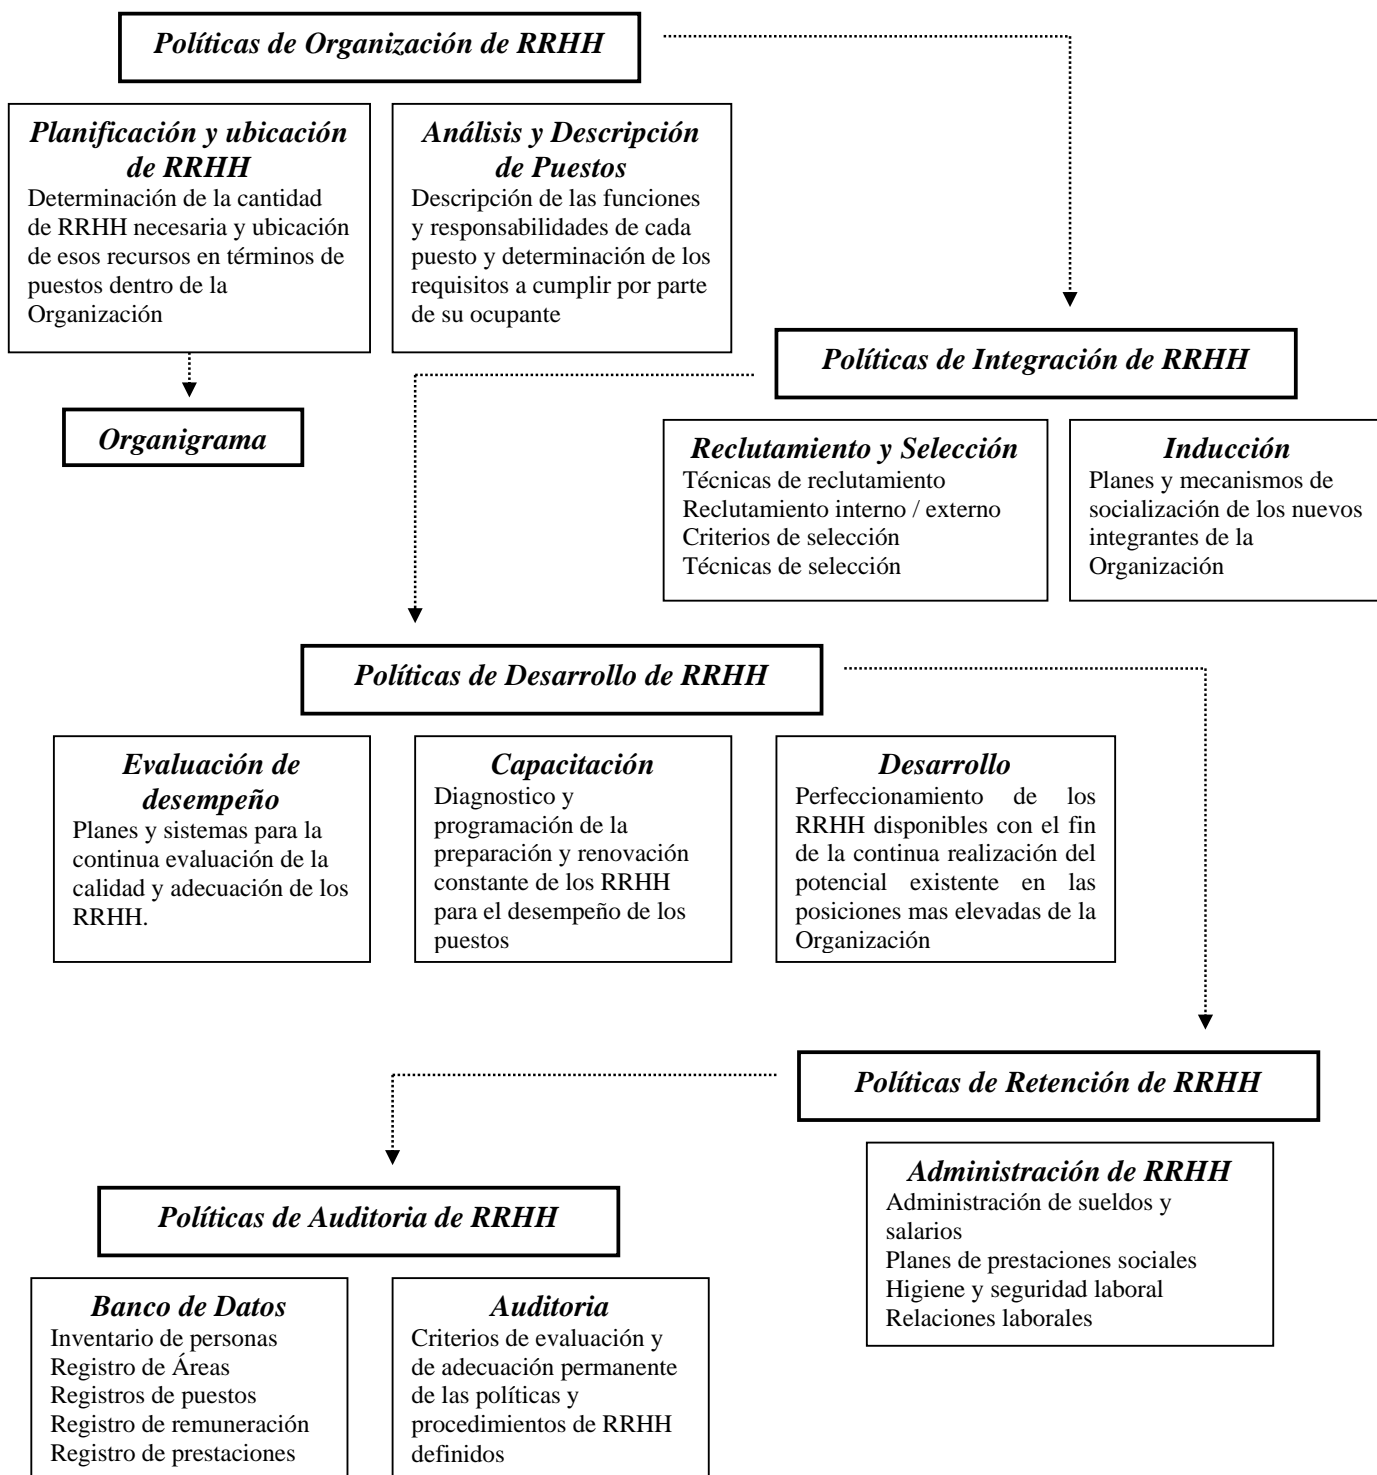 Políticas de Organización de RRHH
Planificación y ubicación
de RRHH
Determinación de la cantidad
de RRHH necesaria y ubicación
de esos recursos en términos de
puestos dentro de la
Organización
Análisis y Descripción
de Puestos
Descripción de las funciones
y responsabilidades de cada
puesto y determinación de los
requisitos a cumplir por parte
de su ocupante
Organigrama
Políticas de Integración de RRHH
Reclutamiento y Selección
Técnicas de reclutamiento
Reclutamiento interno / externo
Criterios de selección
Técnicas de selección
Inducción
Planes y mecanismos de
socialización de los nuevos
integrantes de la
Organización
Políticas de Desarrollo de RRHH
Evaluación de
desempeño
Planes y sistemas para la
continua evaluación de la
calidad y adecuación de los
RRHH.
Capacitación
Diagnostico y
programación de la
preparación y renovación
constante de los RRHH
para el desempeño de los
puestos
Desarrollo
Perfeccionamiento de los
RRHH disponibles con el fin
de la continua realización del
potencial existente en las
posiciones mas elevadas de la
Organización
Políticas de Retención de RRHH
Administración de RRHH
Administración de sueldos y
salarios
Planes de prestaciones sociales
Higiene y seguridad laboral
Relaciones laborales
Políticas de Auditoria de RRHH
Banco de Datos
Inventario de personas
Registro de Áreas
Registros de puestos
Registro de remuneración
Registro de prestaciones
Auditoria
Criterios de evaluación y
de adecuación permanente
de las políticas y
procedimientos de RRHH
definidos